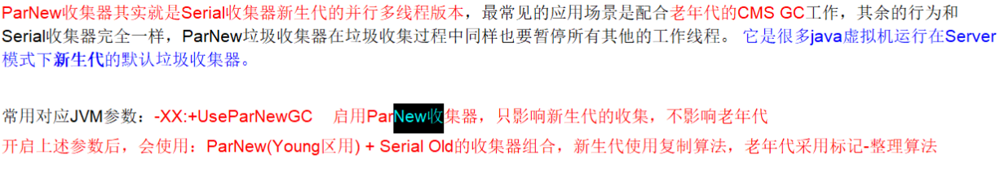 ParNew收集器其实就是Serial收集器新生代的并行多线程版本，最常见的应用场景是配合老年代的CMS GC工作，其余的行为和
Serial收集器完全一样，ParNew垃圾收集器在垃圾收集过程中同样也要暂停所有其他的工作线程。 它是很多java虚拟机运行在Server
模式下新生代的默认垃圾收集器。
常用对应JVM参数：-XX:+UseParNewGC 启用ParNew收集器，只影响新生代的收集，不影响老年代
开启上述参数后，会使用：ParNew(Young区用) + Serial Old的收集器组合，新生代使用复制算法，老年代采用标记-整理算法